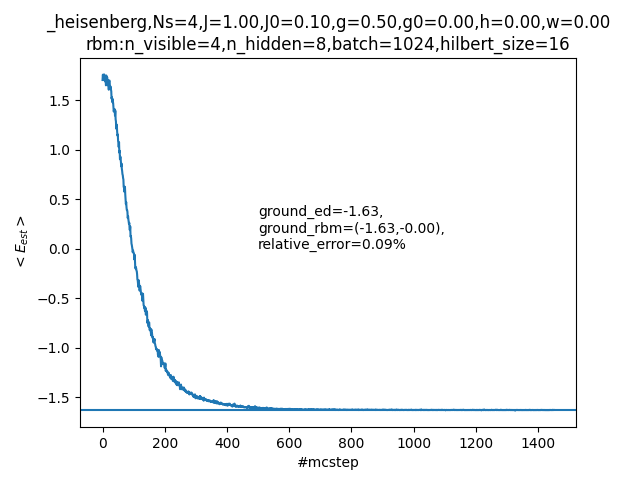 _heisenberg,Ns=4,J=1.00,J0=0.10,g=0.50,g0=0.00,h=0.00,w=0.00
rbm:n_visible=4,n_hidden=8,batch=1024,hilbert_size=16
1.5
1.0
0.5
0.0
−0.5
−1.0
−1.5
< E_est >
ground_ed=-1.63,
ground_rbm=(-1.63,-0.00),
relative_error=0.09%
0 200 400 600 800 1000 1200 1400
#mcstep